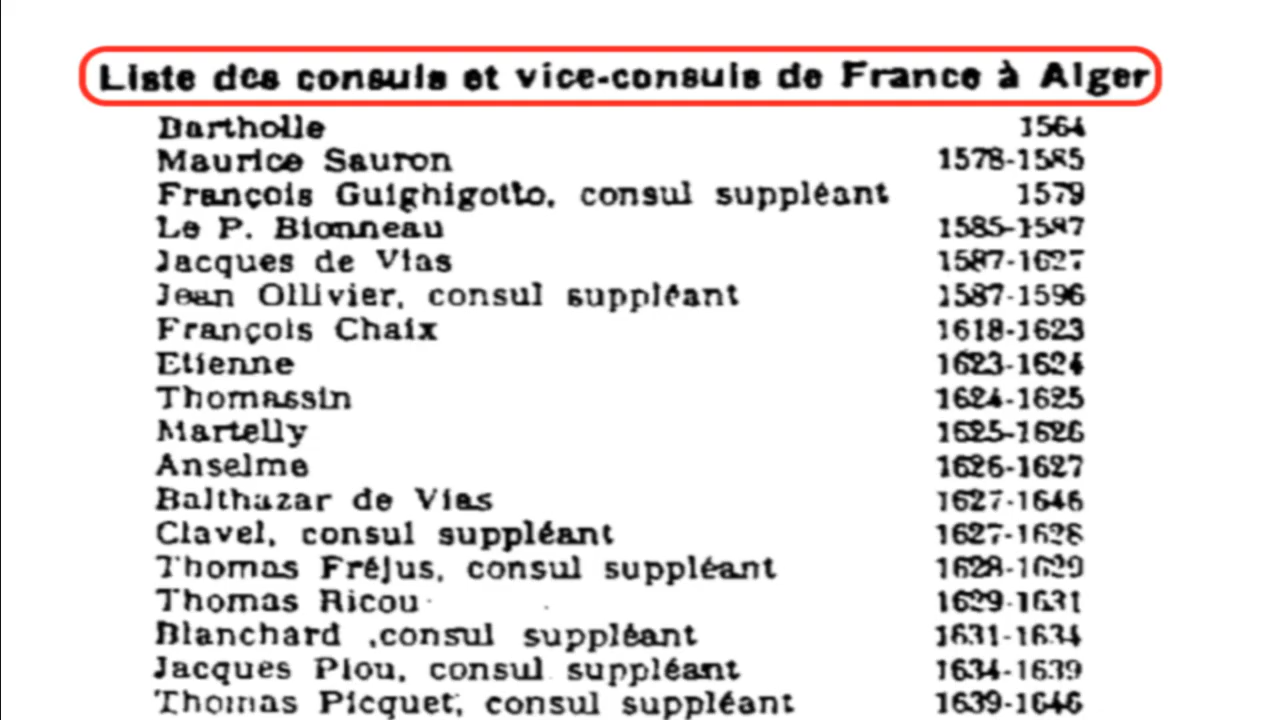 Liste des consuls et vice-consuls de France à Alger
Bartholle 1564
Maurice Sauron 1578-1585
François Guighigotto, consul suppléant 1579
Le P. Bionneau 1585-1587
Jacques de Vias 1587-1627
Jean Ollivier, consul suppléant 1587-1596
François Chaix 1618-1623
Etienne 1623-1624
Thomassin 1624-1625
Martelly 1625-1626
Anselme 1626-1627
Balthazar de Vias 1627-1646
Clavel, consul suppléant 1627-1628
Thomas Fréjus, consul suppléant 1628-1629
Thomas Ricou 1629-1631
Blanchard ,consul suppléant 1631-1634
Jacques Piou, consul suppléant 1634-1639
Thomas Picquet, consul suppléant 1639-1646